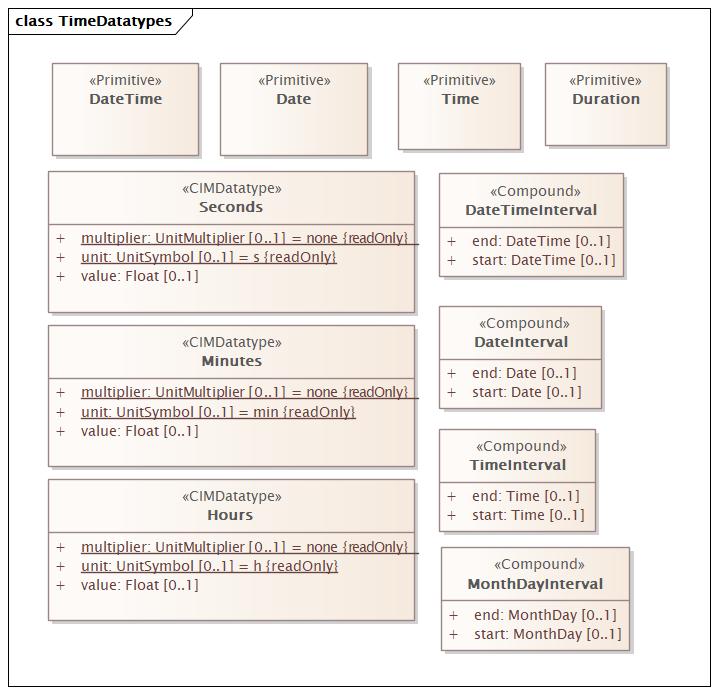 class TimeDatatypes
«Primitive»
DateTime
«Primitive»
Date
«Primitive»
Time
«Primitive»
Duration
«CIMDatatype»
Seconds
+ multiplier: UnitMultiplier [0..1] = none {readOnly}
+ unit: UnitSymbol [0..1] = s {readOnly}
+ value: Float [0..1]
«Compound»
DateTimeInterval
+ end: DateTime [0..1]
+ start: DateTime [0..1]
«CIMDatatype»
Minutes
+ multiplier: UnitMultiplier [0..1] = none {readOnly}
+ unit: UnitSymbol [0..1] = min {readOnly}
+ value: Float [0..1]
«Compound»
DateInterval
+ end: Date [0..1]
+ start: Date [0..1]
«Compound»
TimeInterval
+ end: Time [0..1]
+ start: Time [0..1]
«CIMDatatype»
Hours
+ multiplier: UnitMultiplier [0..1] = none {readOnly}
+ unit: UnitSymbol [0..1] = h {readOnly}
+ value: Float [0..1]
«Compound»
MonthDayInterval
+ end: MonthDay [0..1]
+ start: MonthDay [0..1]